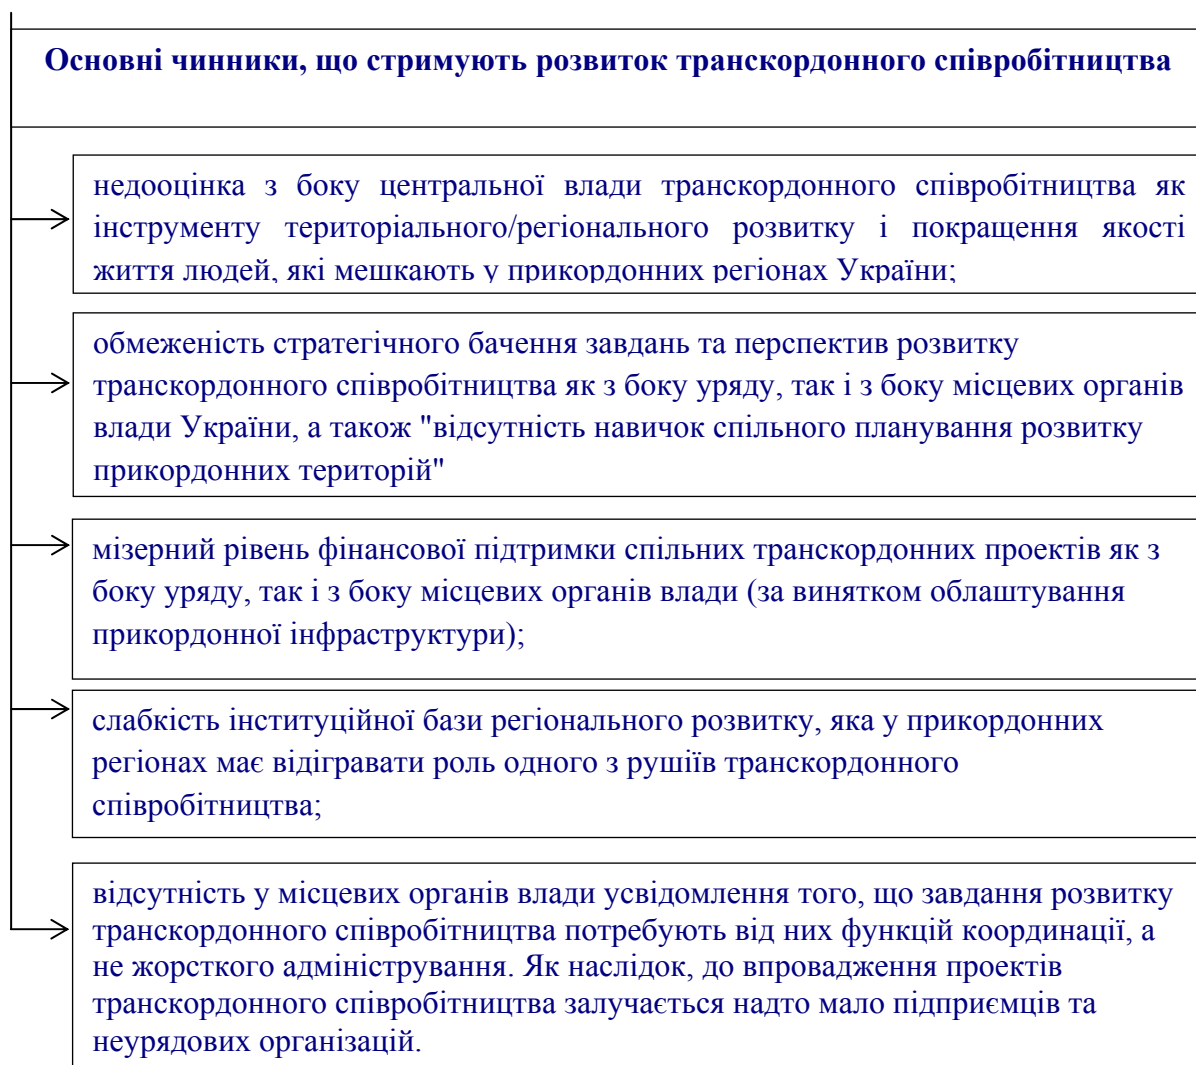 Основні чинники, що стримують розвиток транскордонного співробітництва
недооцінка з боку центральної влади транскордонного співробітництва як
інструменту територіального/регіонального розвитку і покращення якості
життя людей, які мешкають у прикордонних регіонах України;
обмеженість стратегічного бачення завдань та перспектив розвитку
транскордонного співробітництва як з боку уряду, так і з боку місцевих органів
влади України, а також "відсутність навичок спільного планування розвитку
прикордонних територій"
мізерний рівень фінансової підтримки спільних транскордонних проектів як з
боку уряду, так і з боку місцевих органів влади (за винятком облаштування
прикордонної інфраструктури);
слабкість інституційної бази регіонального розвитку, яка у прикордонних
регіонах має відігравати роль одного з рушіїв транскордонного
співробітництва;
відсутність у місцевих органів влади усвідомлення того, що завдання розвитку
транскордонного співробітництва потребують від них функцій координації, а
не жорсткого адміністрування. Як наслідок, до впровадження проектів
транскордонного співробітництва залучається надто мало підприємців та
неурядових організацій.